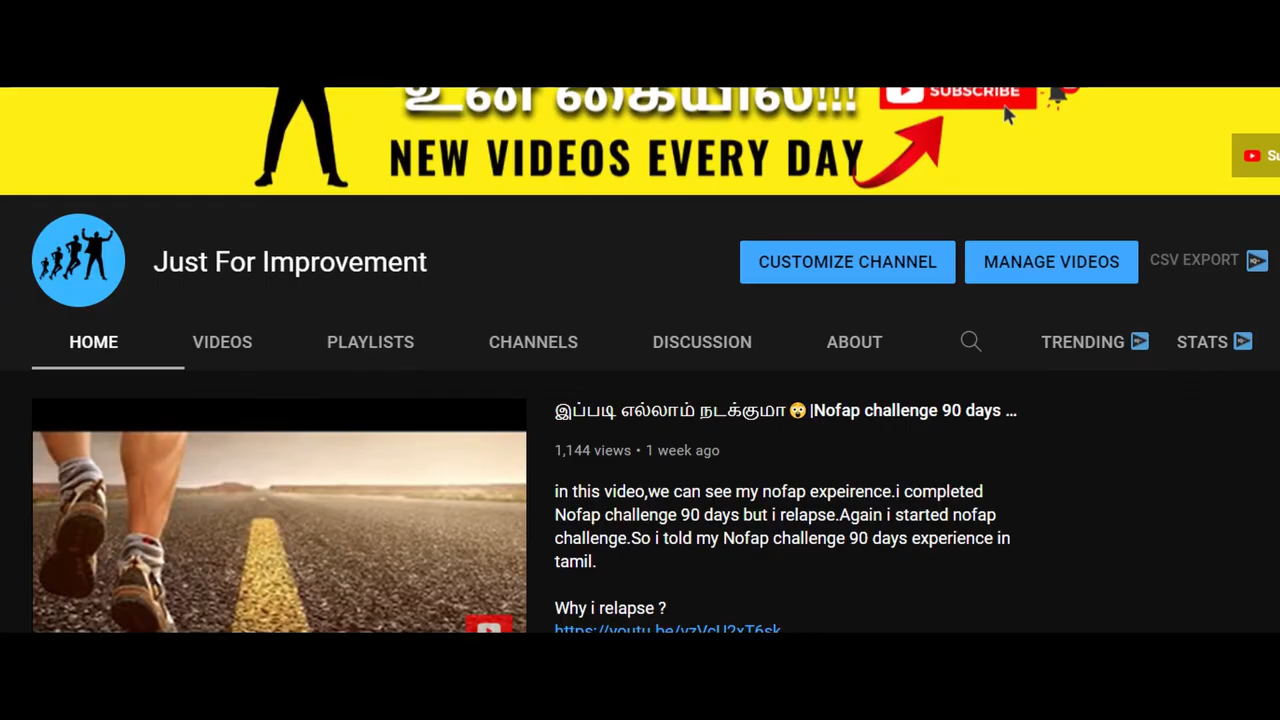 உன் கையில்!!!
SUBSCRIBE
NEW VIDEOS EVERY DAY
Just For Improvement
CUSTOMIZE CHANNEL
MANAGE VIDEOS
CSV EXPORT
HOME
VIDEOS
PLAYLISTS
CHANNELS
DISCUSSION
ABOUT
TRENDING
STATS
இப்படி எல்லாம் நடக்குமா😲|Nofap challenge 90 days ...
1,144 views • 1 week ago
in this video,we can see my nofap expeirence.i completed
Nofap challenge 90 days but i relapse.Again i started nofap
challenge.So i told my Nofap challenge 90 days experience in
tamil.
Why i relapse ?